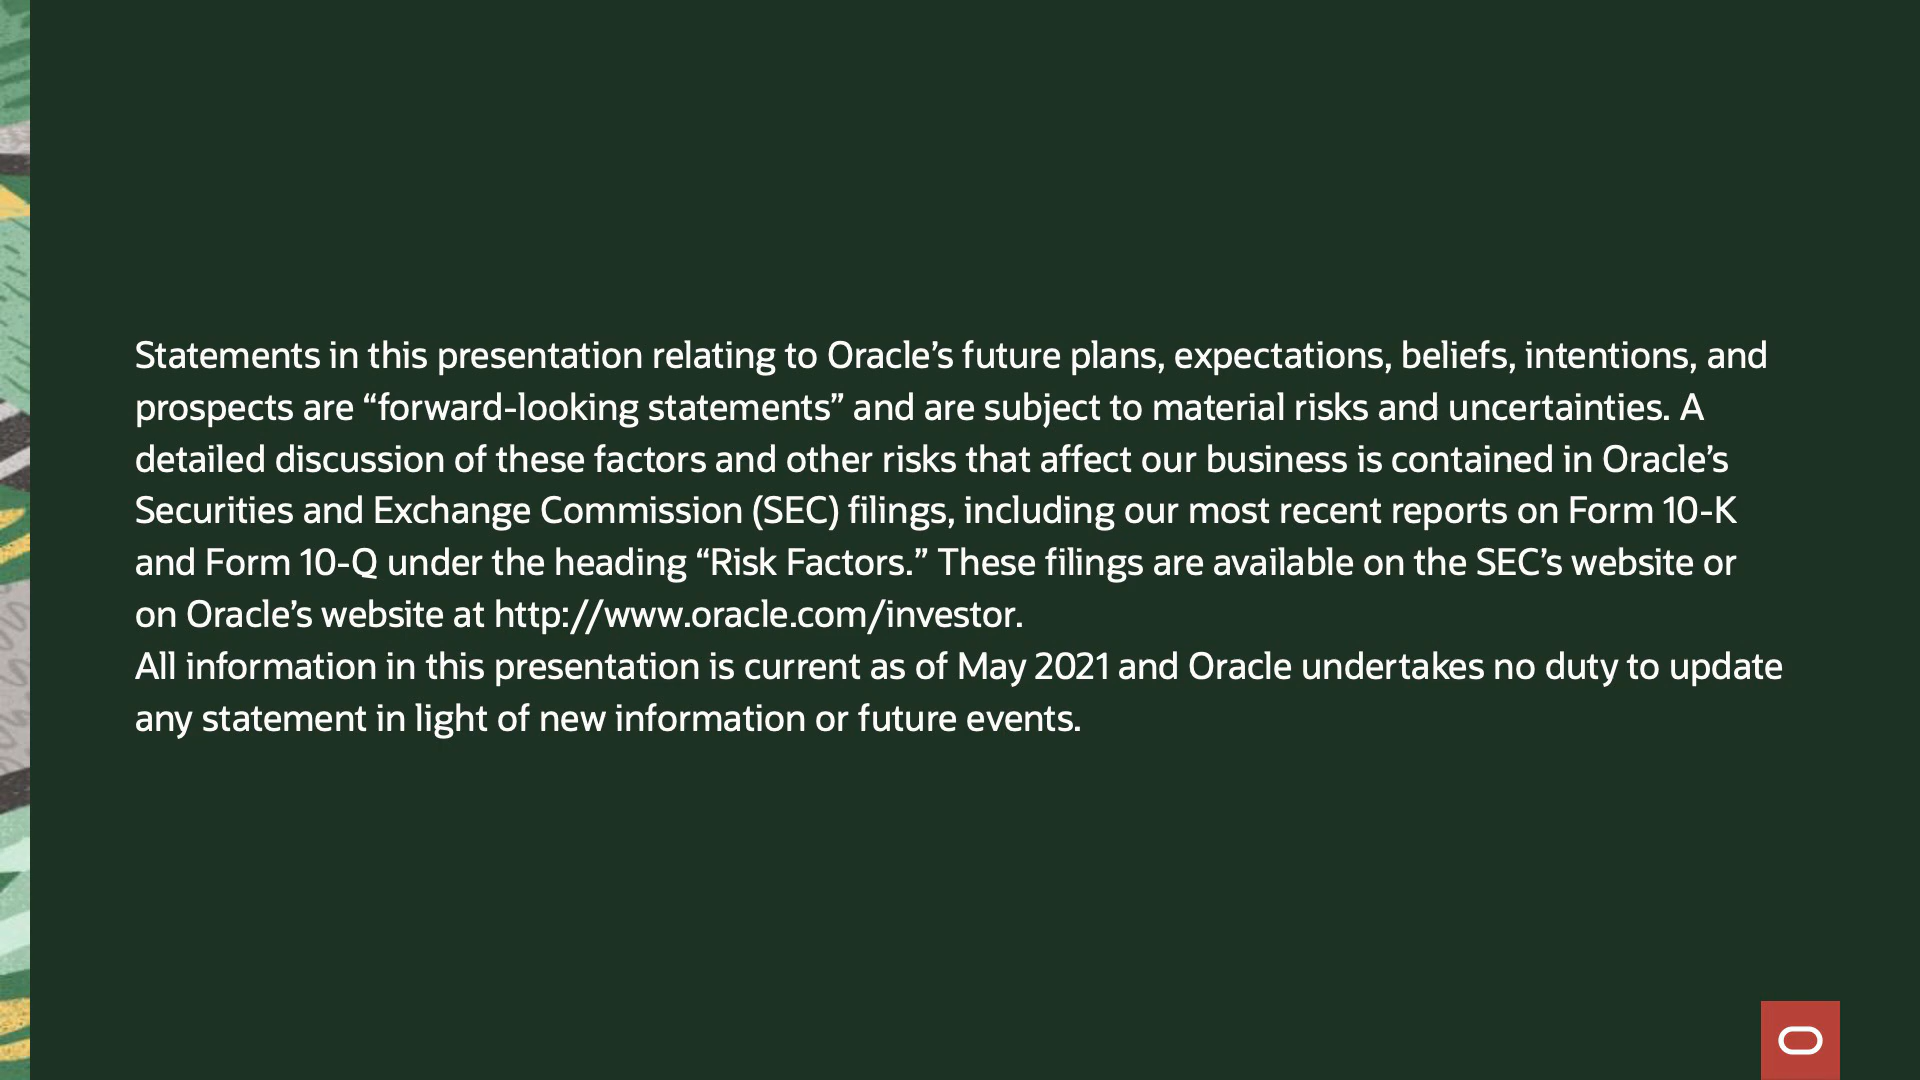 Statements in this presentation relating to Oracle’s future plans, expectations, beliefs, intentions, and
prospects are “forward-looking statements” and are subject to material risks and uncertainties. A
detailed discussion of these factors and other risks that affect our business is contained in Oracle’s
Securities and Exchange Commission (SEC) filings, including our most recent reports on Form 10-K
and Form 10-Q under the heading “Risk Factors.” These filings are available on the SEC’s website or
on Oracle’s website at http://www.oracle.com/investor.
All information in this presentation is current as of May 2021 and Oracle undertakes no duty to update
any statement in light of new information or future events.